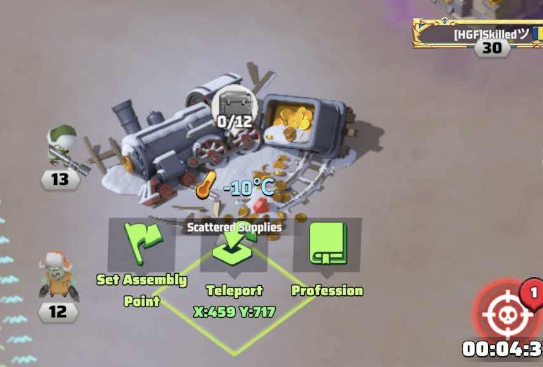 [HGF]Skilledツ
30
0/12
13
-10°C
Scattered Supplies
Set Assembly
Point
Teleport
Profession
X:459 Y:717
12
1
00:04:3